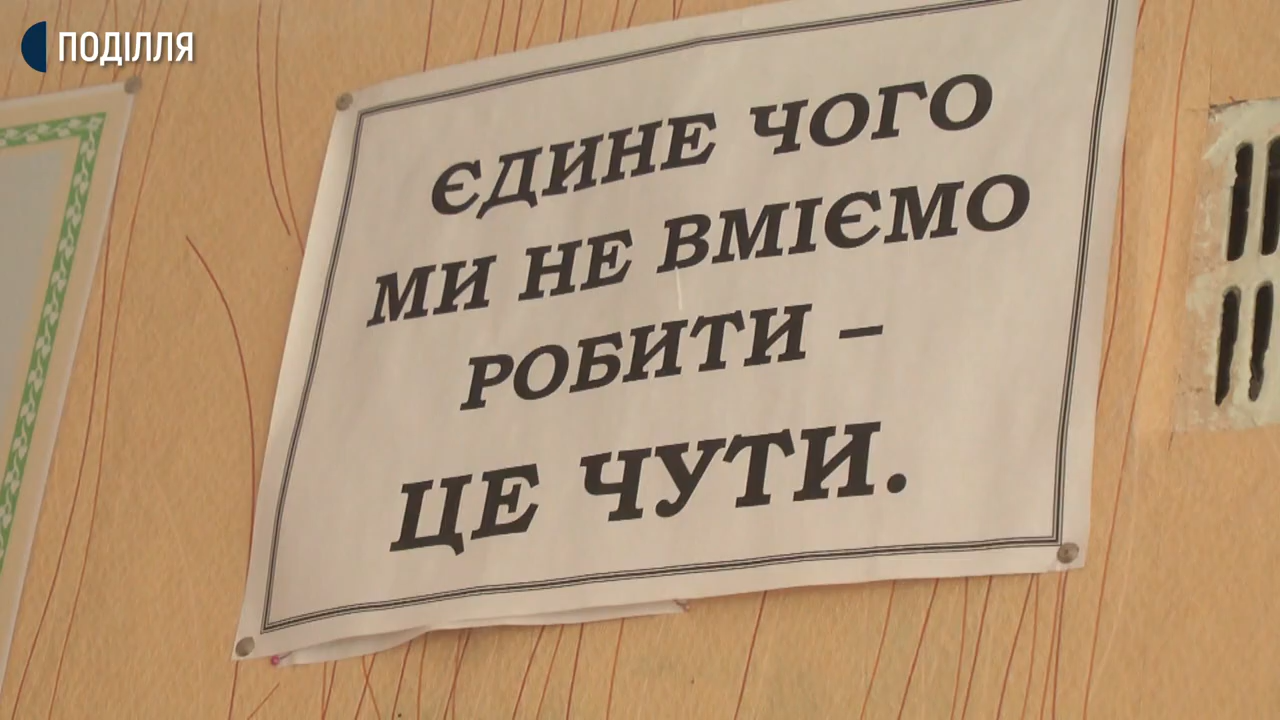 ПОДІЛЛЯ
ЄДИНЕ ЧОГО
МИ НЕ ВМІЄМО
РОБИТИ –
ЦЕ ЧУТИ.